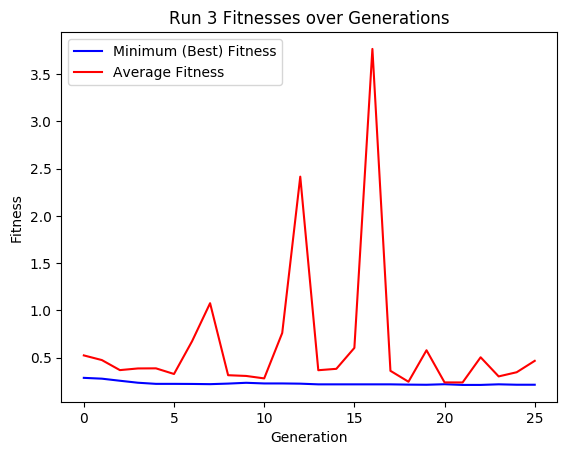 Run 3 Fitnesses over Generations
Minimum (Best) Fitness
Average Fitness
Fitness
3.5
3.0
2.5
2.0
1.5
1.0
0.5
0 5 10 15 20 25
Generation